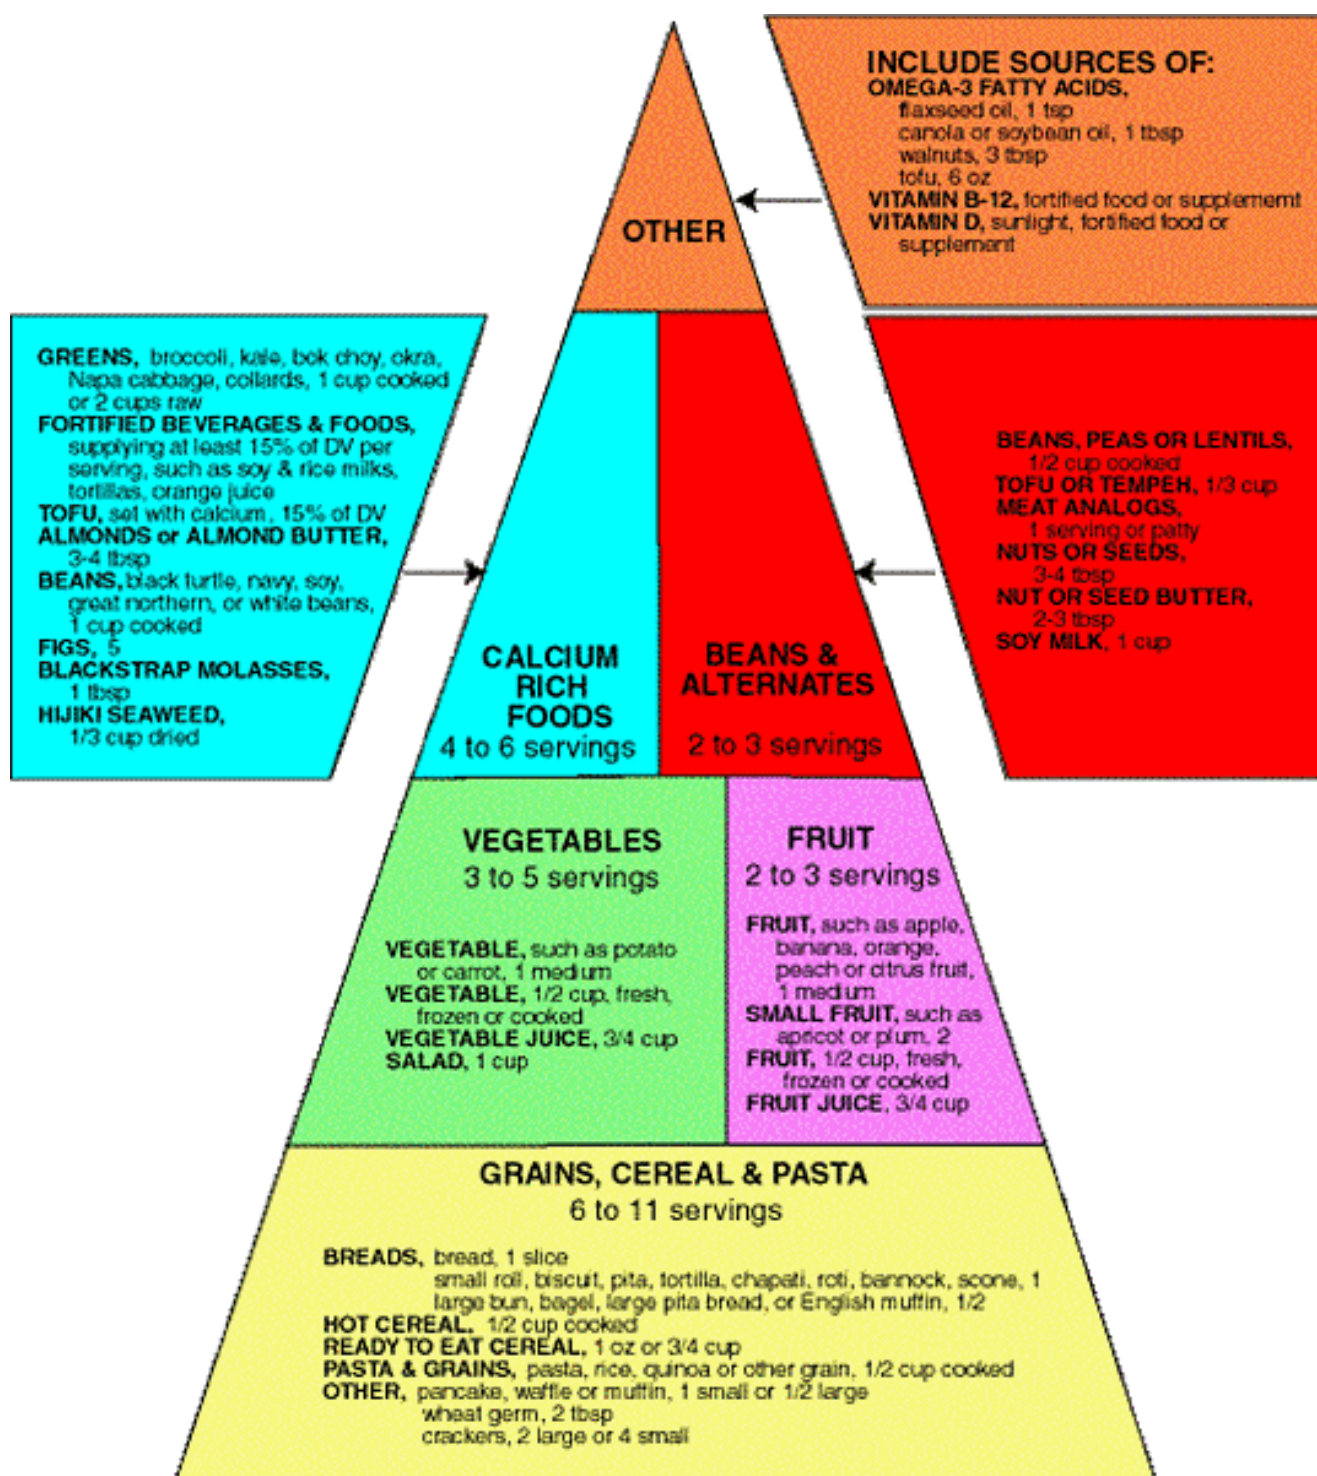 INCLUDE SOURCES OF:
OMEGA-3 FATTY ACIDS,
flaxseed oil, 1 tsp
canola or soybean oil, 1 tbsp
walnuts, 3 tbsp
tofu, 6 oz
VITAMIN B-12, fortified food or supplememt
VITAMIN D, sunlight, fortified food or
supplement
OTHER
GREENS, broccoli, kale, bok choy, okra,
Napa cabbage, collards, 1 cup cooked
or 2 cups raw
FORTIFIED BEVERAGES & FOODS,
supplying at least 15% of DV per
serving, such as soy & rice milks,
tortillas, orange juice
TOFU, set with calcium, 15% of DV
ALMONDS or ALMOND BUTTER,
3-4 tbsp
BEANS, black turtle, navy, soy,
great northern, or white beans,
1 cup cooked
FIGS, 5
BLACKSTRAP MOLASSES,
1 tbsp
HIJIKI SEAWEED,
1/3 cup dried
CALCIUM
RICH
FOODS
4 to 6 servings
BEANS &
ALTERNATES
2 to 3 servings
BEANS, PEAS OR LENTILS,
1/2 cup cooked
TOFU OR TEMPEH, 1/3 cup
MEAT ANALOGS,
1 serving or patty
NUTS OR SEEDS,
3-4 tbsp
NUT OR SEED BUTTER,
2-3 tbsp
SOY MILK, 1 cup
VEGETABLES
3 to 5 servings
VEGETABLE, such as potato
or carrot, 1 medium
VEGETABLE, 1/2 cup, fresh,
frozen or cooked
VEGETABLE JUICE, 3/4 cup
SALAD, 1 cup
FRUIT
2 to 3 servings
FRUIT, such as apple,
banana, orange,
peach or citrus fruit,
1 medium
SMALL FRUIT, such as
apricot or plum, 2
FRUIT, 1/2 cup, fresh,
frozen or cooked
FRUIT JUICE, 3/4 cup
GRAINS, CEREAL & PASTA
6 to 11 servings
BREADS, bread, 1 slice
small roll, biscuit, pita, tortilla, chapati, roti, bannock, scone, 1
large bun, bagel, large pita bread, or English muffin, 1/2
HOT CEREAL, 1/2 cup cooked
READY TO EAT CEREAL, 1 oz or 3/4 cup
PASTA & GRAINS, pasta, rice, quinoa or other grain, 1/2 cup cooked
OTHER, pancake, waffle or muffin, 1 small or 1/2 large
wheat germ, 2 tbsp
crackers, 2 large or 4 small